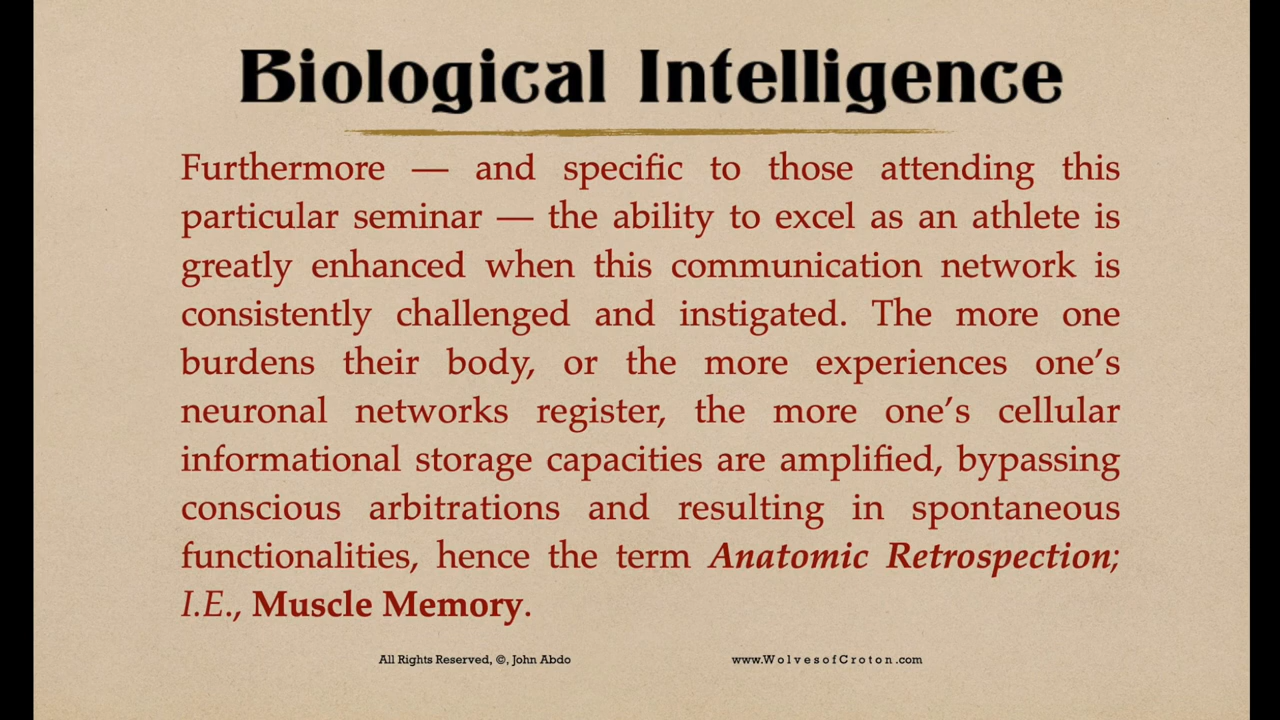 Biological Intelligence
Furthermore — and specific to those attending this
particular seminar — the ability to excel as an athlete is
greatly enhanced when this communication network is
consistently challenged and instigated. The more one
burdens their body, or the more experiences one’s
neuronal networks register, the more one’s cellular
informational storage capacities are amplified, bypassing
conscious arbitrations and resulting in spontaneous
functionalities, hence the term Anatomic Retrospection;
I.E., Muscle Memory.
All Rights Reserved, ©, John Abdo
www.WolvesofCroton.com